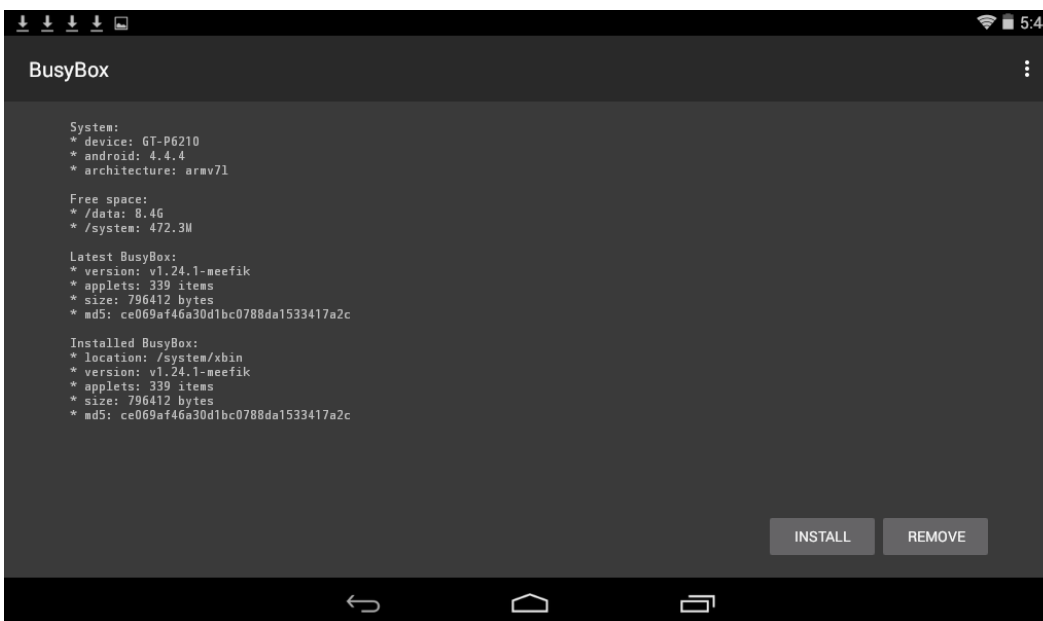 5:4
BusyBox
System:
* device: GT-P6210
* android: 4.4.4
* architecture: armv7l
Free space:
* /data: 8.4G
* /system: 472.3M
Latest BusyBox:
* version: v1.24.1-meefik
* applets: 339 items
* size: 796412 bytes
* md5: ce069af46a30d1bc0788da1533417a2c
Installed BusyBox:
* location: /system/xbin
* version: v1.24.1-meefik
* applets: 339 items
* size: 796412 bytes
* md5: ce069af46a30d1bc0788da1533417a2c
INSTALL REMOVE